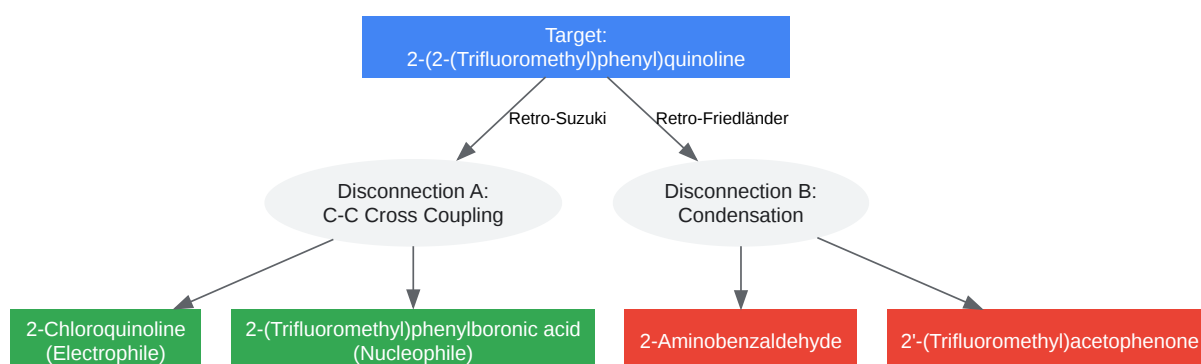 Target:
2-(2-(Trifluoromethyl)phenyl)quinoline
Retro-Suzuki
Retro-Friedländer
Disconnection A:
C-C Cross Coupling
Disconnection B:
Condensation
2-Chloroquinoline
(Electrophile)
2-(Trifluoromethyl)phenylboronic acid
(Nucleophile)
2-Aminobenzaldehyde
2'-(Trifluoromethyl)acetophenone